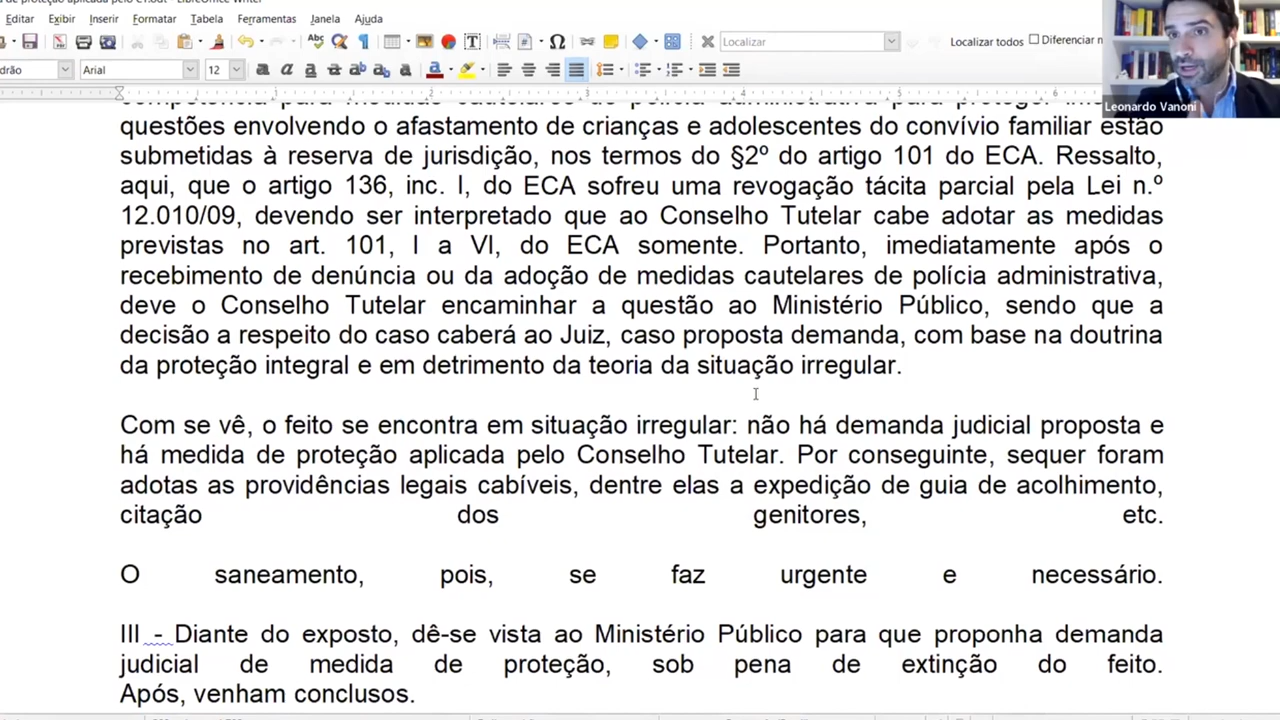 Editar Exibir Inserir Formatar Tabela Ferramentas Janela Ajuda
Localizar Localizar todos Diferenciar
Arial 12
Leonardo Vanoni
questões envolvendo o afastamento de crianças e adolescentes do convívio familiar estão
submetidas à reserva de jurisdição, nos termos do §2º do artigo 101 do ECA. Ressalto,
aqui, que o artigo 136, inc. I, do ECA sofreu uma revogação tácita parcial pela Lei n.º
12.010/09, devendo ser interpretado que ao Conselho Tutelar cabe adotar as medidas
previstas no art. 101, I a VI, do ECA somente. Portanto, imediatamente após o
recebimento de denúncia ou da adoção de medidas cautelares de polícia administrativa,
deve o Conselho Tutelar encaminhar a questão ao Ministério Público, sendo que a
decisão a respeito do caso caberá ao Juiz, caso proposta demanda, com base na doutrina
da proteção integral e em detrimento da teoria da situação irregular.
Com se vê, o feito se encontra em situação irregular: não há demanda judicial proposta e
há medida de proteção aplicada pelo Conselho Tutelar. Por conseguinte, sequer foram
adotas as providências legais cabíveis, dentre elas a expedição de guia de acolhimento,
citação dos genitores, etc.
O saneamento, pois, se faz urgente e necessário.
III - Diante do exposto, dê-se vista ao Ministério Público para que proponha demanda
judicial de medida de proteção, sob pena de extinção do feito.
Após, venham conclusos.